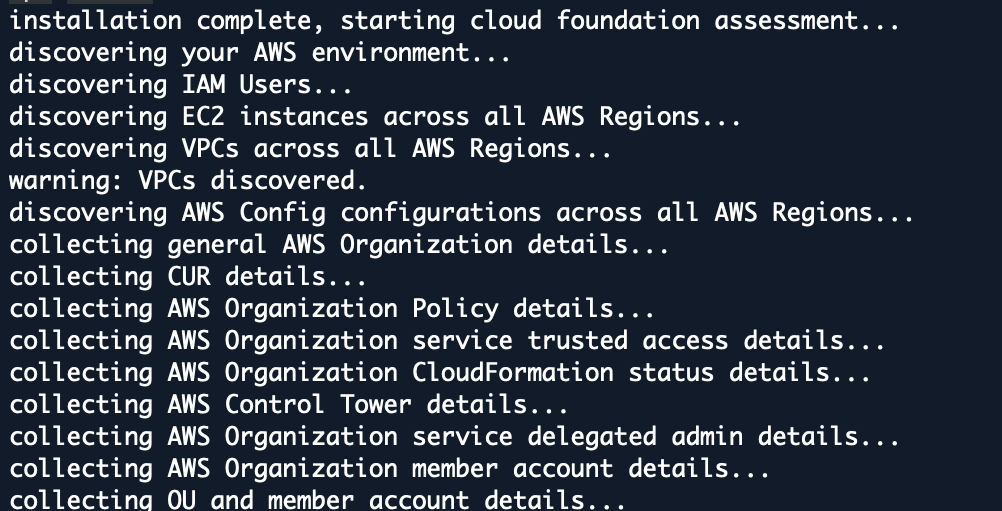 installation complete, starting cloud foundation assessment...
discovering your AWS environment...
discovering IAM Users...
discovering EC2 instances across all AWS Regions...
discovering VPCs across all AWS Regions...
warning: VPCs discovered.
discovering AWS Config configurations across all AWS Regions...
collecting general AWS Organization details...
collecting CUR details...
collecting AWS Organization Policy details...
collecting AWS Organization service trusted access details...
collecting AWS Organization CloudFormation status details...
collecting AWS Control Tower details...
collecting AWS Organization service delegated admin details...
collecting AWS Organization member account details...
collecting OU and member account details...